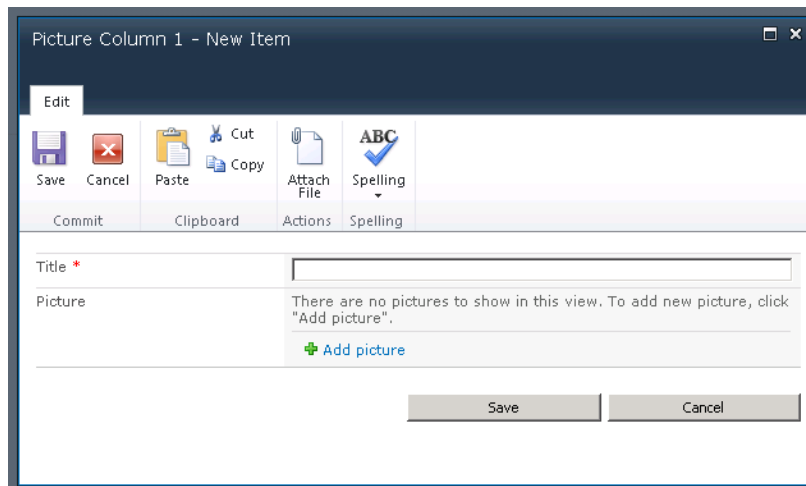 Picture Column 1 - New Item
Edit
Save
Cancel
Paste
Cut
Copy
Attach
File
ABC
Spelling
Commit
Clipboard
Actions
Spelling
Title *
Picture
There are no pictures to show in this view. To add new picture, click
"Add picture".
Add picture
Save
Cancel